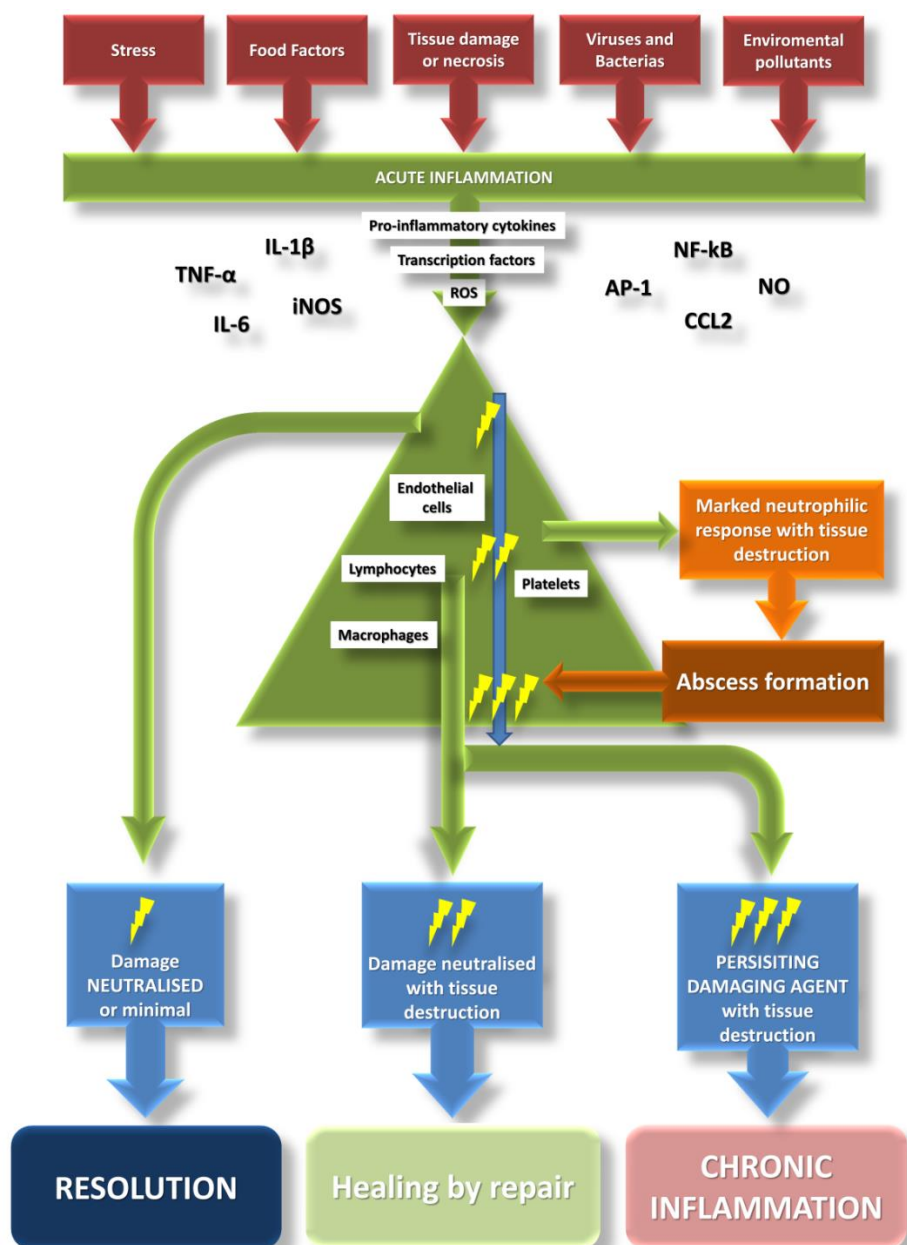 Stress
Food Factors
Tissue damage
or necrosis
Viruses and
Bacterias
Enviromental
pollutants
ACUTE INFLAMMATION
Pro-inflammatory cytokines
Transcription factors
ROS
IL-1β
TNF-α
iNOS
IL-6
NF-kB
AP-1
NO
CCL2
Endothelial
cells
Lymphocytes
Platelets
Macrophages
Marked neutrophilic
response with tissue
destruction
Abscess formation
Damage
NEUTRALISED
or minimal
Damage neutralised
with tissue
destruction
PERSISITING
DAMAGING AGENT
with tissue
destruction
RESOLUTION
Healing by repair
CHRONIC
INFLAMMATION